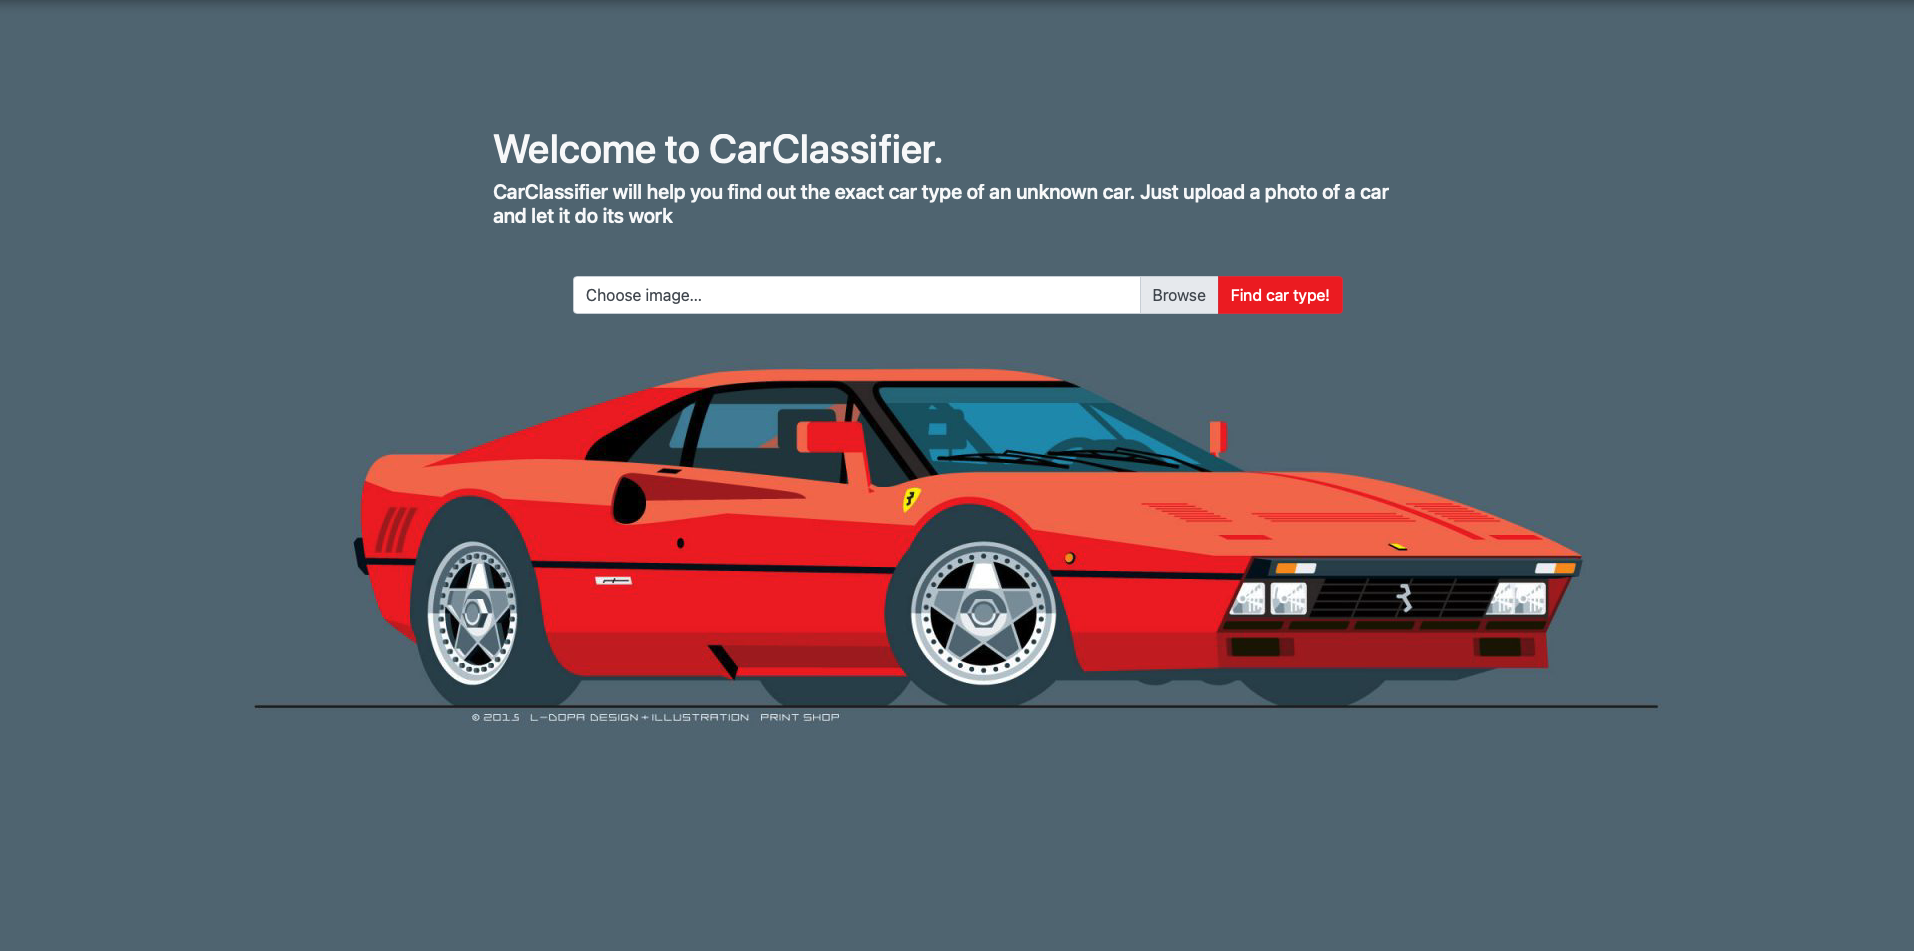 Welcome to CarClassifier.
CarClassifier will help you find out the exact car type of an unknown car. Just upload a photo of a car
and let it do its work
Choose image... Browse Find car type!
© 2013 L-DOPA DESIGN + ILLUSTRATION PRINT SHOP